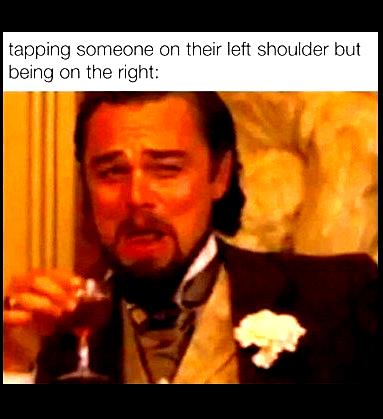 tapping someone on their left shoulder but
being on the right: